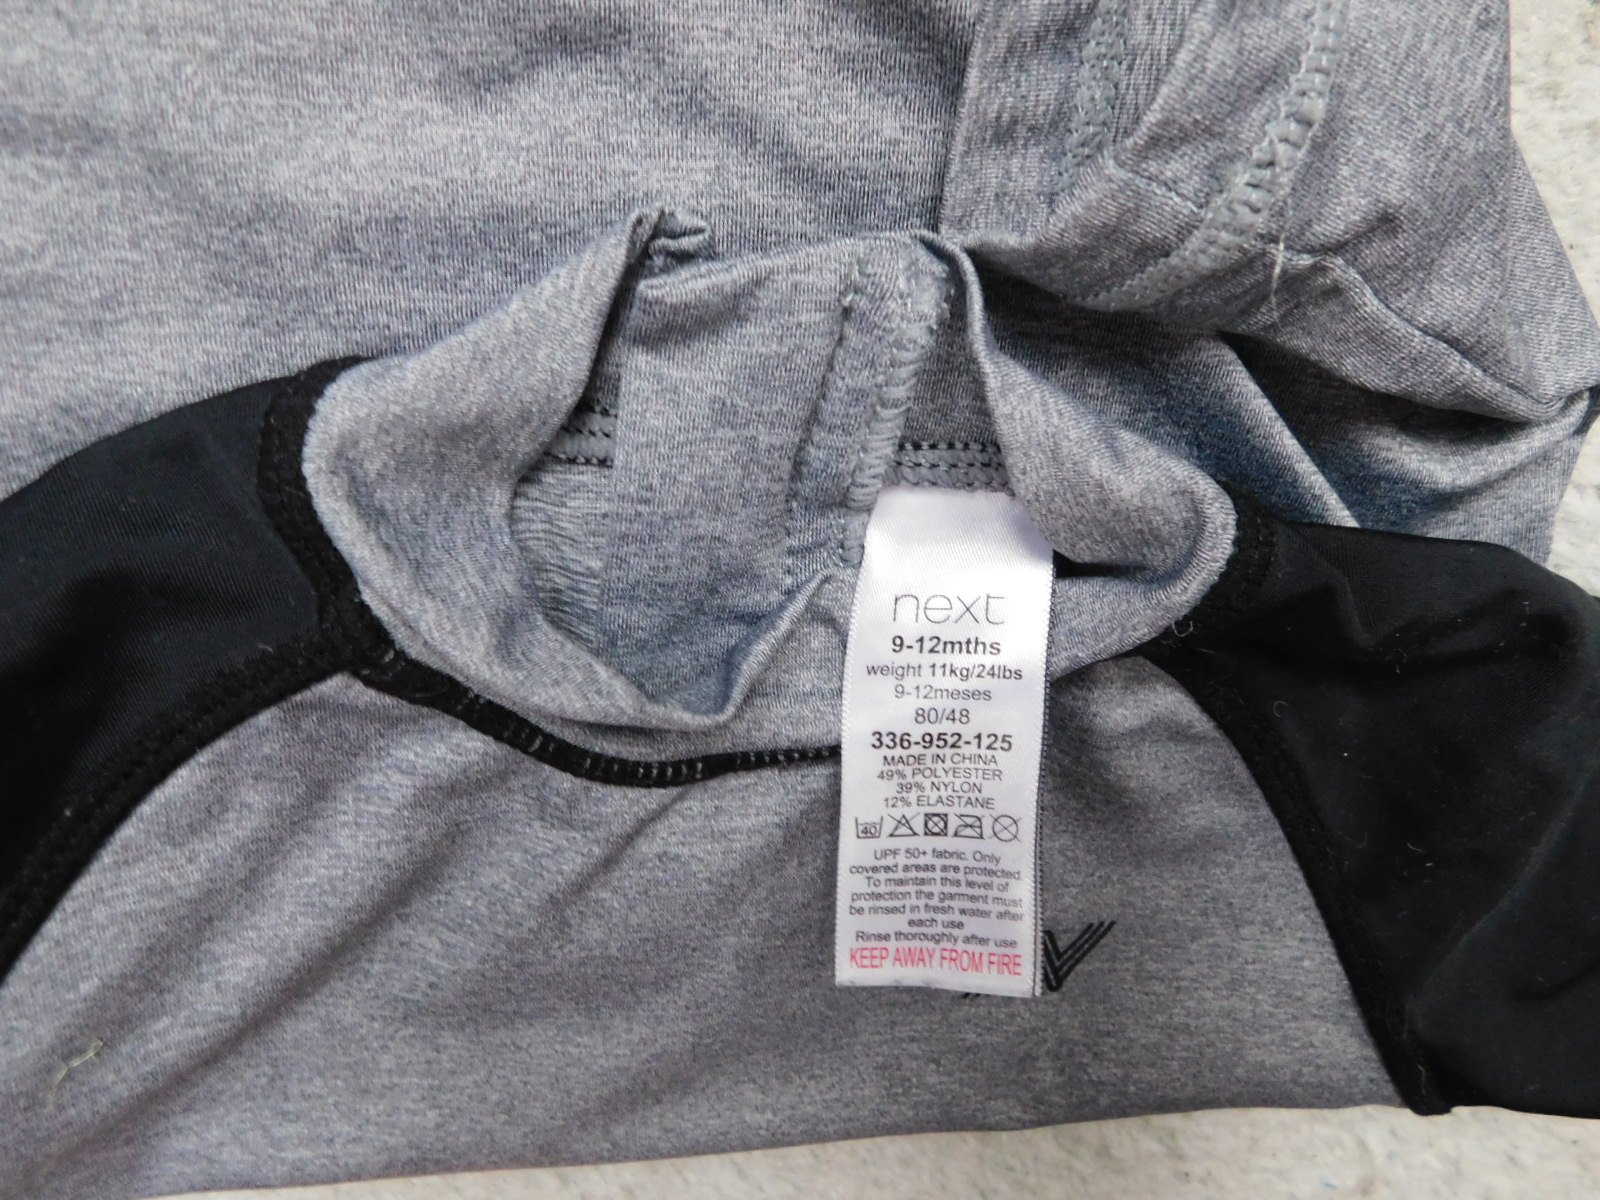 next
9-12mths
weight 11kg/24lbs
9-12meses
80/48
336-952-125
MADE IN CHINA
49% POLYESTER
39% NYLON
12% ELASTANE
40
UPF 50+ fabric. Only
covered areas are protected.
To maintain this level of
protection the garment must
be rinsed in fresh water after
each use
Rinse thoroughly after use
KEEP AWAY FROM FIRE